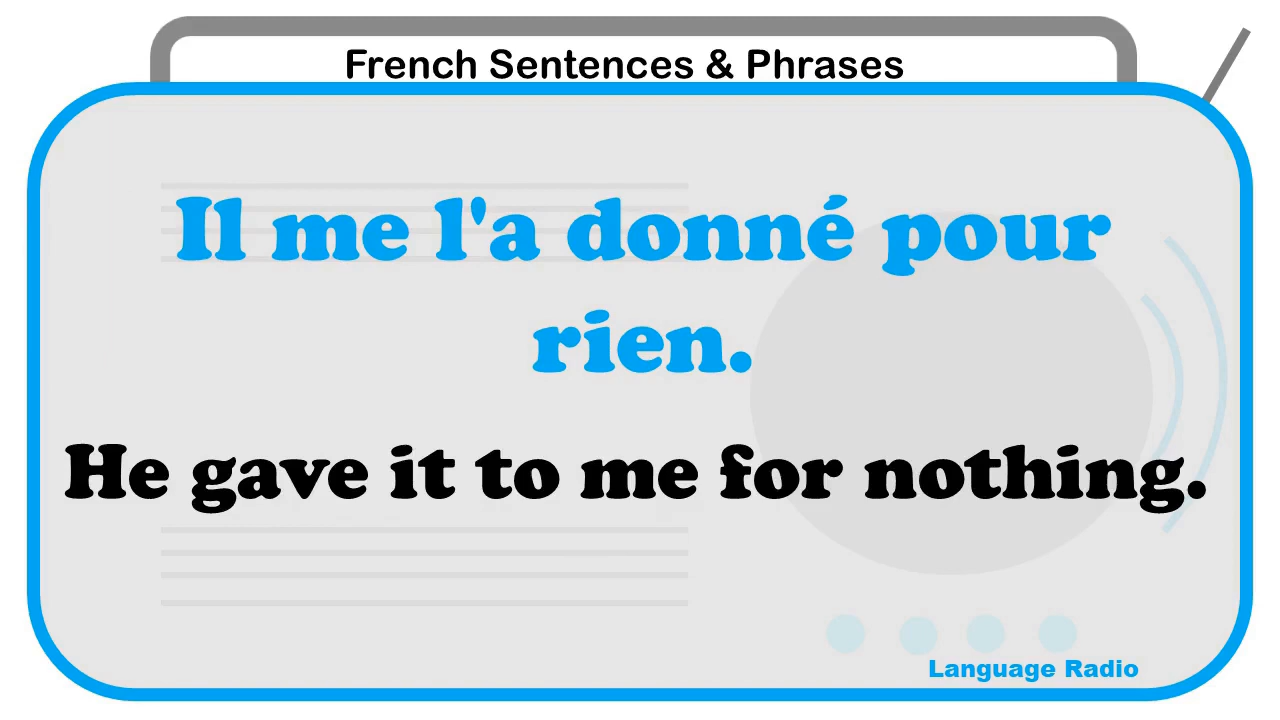 French Sentences & Phrases
Il me l'a donné pour
rien.
He gave it to me for nothing.
Language Radio